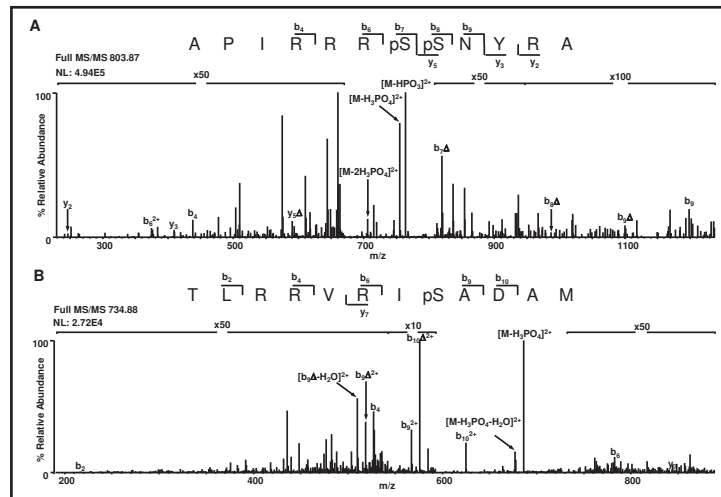 A
b4 b6 b7 b8 b9
A P I R R R pS pS N Y R A
y5 y3 y2
Full MS/MS 803.87
NL: 4.94E5
x50 x50 x100
[M-HPO3]2+
[M-H3PO4]2+
[M-2H3PO4]2+
100
% Relative Abundance
0
y2 b6 2+ y3 b4 y5Δ b7Δ b8Δ b9Δ b9
300 500 700 900 1100
m/z
B
b2 b4 b6 b9 b10
T L R R V R I pS A D A M
y7
Full MS/MS 734.88
NL: 2.72E4
x50 x10 x50
b10Δ2+
[M-H3PO4]2+
[b9Δ-H2O]2+ b9Δ2+
b4
b9 2+
b10 2+
[M-H3PO4-H2O]2+
100
% Relative Abundance
0
b2 b6
200 400 600 800
m/z